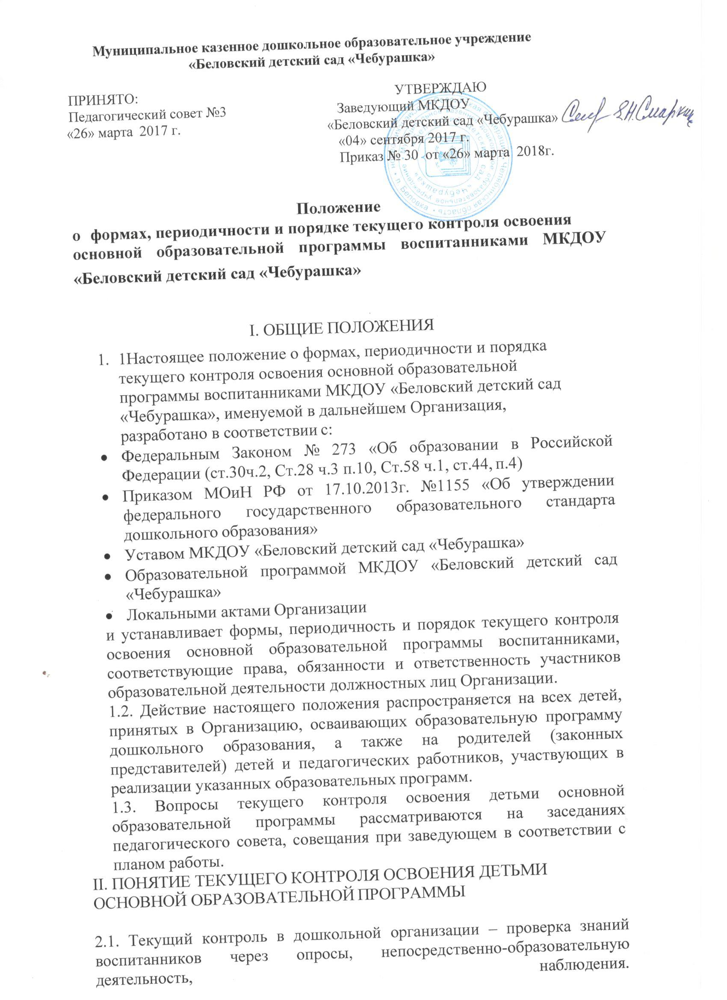 Муниципальное казенное дошкольное образовательное учреждение
«Беловский детский сад «Чебурашка»
ПРИНЯТО:
Педагогический совет №3
«26» марта 2017 г.
УТВЕРЖДАЮ
Заведующий МКДОУ
«Беловский детский сад «Чебурашка»
«04» сентября 2017 г.
Приказ № 30 от «26» марта 2018г.
Положение
о формах, периодичности и порядке текущего контроля освоения
основной образовательной программы воспитанниками МКДОУ
«Беловский детский сад «Чебурашка»
I. ОБЩИЕ ПОЛОЖЕНИЯ
1. 1Настоящее положение о формах, периодичности и порядка
текущего контроля освоения основной образовательной
программы воспитанниками МКДОУ «Беловский детский сад
«Чебурашка», именуемой в дальнейшем Организация,
разработано в соответствии с:
• Федеральным Законом № 273 «Об образовании в Российской
Федерации (ст.30ч.2, Ст.28 ч.3 п.10, Ст.58 ч.1, ст.44, п.4)
• Приказом МОиН РФ от 17.10.2013г. №1155 «Об утверждении
федерального государственного образовательного стандарта
дошкольного образования»
• Уставом МКДОУ «Беловский детский сад «Чебурашка»
• Образовательной программой МКДОУ «Беловский детский сад
«Чебурашка»
• Локальными актами Организации
и устанавливает формы, периодичность и порядок текущего контроля
освоения основной образовательной программы воспитанниками,
соответствующие права, обязанности и ответственность участников
образовательной деятельности должностных лиц Организации.
1.2. Действие настоящего положения распространяется на всех детей,
принятых в Организацию, осваивающих образовательную программу
дошкольного образования, а также на родителей (законных
представителей) детей и педагогических работников, участвующих в
реализации указанных образовательных программ.
1.3. Вопросы текущего контроля освоения детьми основной
образовательной программы рассматриваются на заседаниях
педагогического совета, совещания при заведующем в соответствии с
планом работы.
II. ПОНЯТИЕ ТЕКУЩЕГО КОНТРОЛЯ ОСВОЕНИЯ ДЕТЬМИ
ОСНОВНОЙ ОБРАЗОВАТЕЛЬНОЙ ПРОГРАММЫ
2.1. Текущий контроль в дошкольной организации – проверка знаний
воспитанников через опросы, непосредственно-образовательную
деятельность, наблюдения.